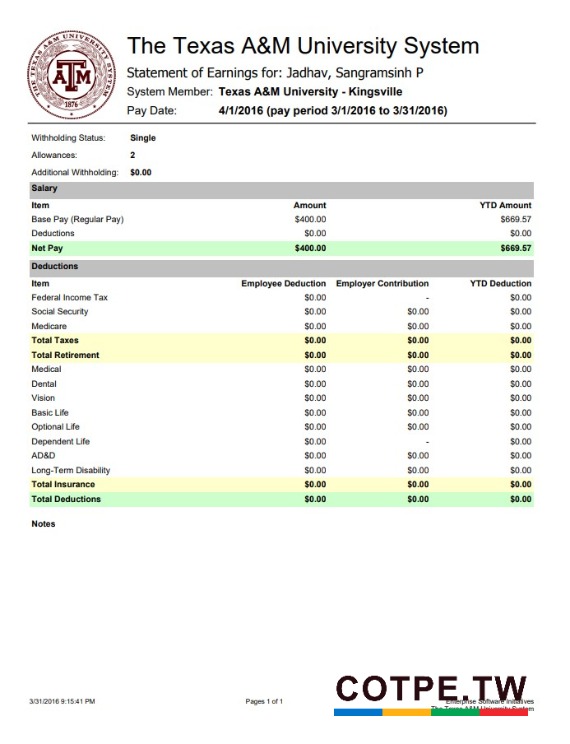 THE TEXAS A&M UNIVERSITY SYSTEM
ATM
1876
The Texas A&M University System
Statement of Earnings for: Jadhav, Sangramsinh P
System Member: Texas A&M University - Kingsville
Pay Date: 4/1/2016 (pay period 3/1/2016 to 3/31/2016)
Withholding Status: Single
Allowances: 2
Additional Withholding: $0.00
Salary
Item Amount YTD Amount
Base Pay (Regular Pay) $400.00 $669.57
Deductions $0.00 $0.00
Net Pay $400.00 $669.57
Deductions
Item Employee Deduction Employer Contribution YTD Deduction
Federal Income Tax $0.00 - $0.00
Social Security $0.00 $0.00 $0.00
Medicare $0.00 $0.00 $0.00
Total Taxes $0.00 $0.00 $0.00
Total Retirement $0.00 $0.00 $0.00
Medical $0.00 $0.00 $0.00
Dental $0.00 $0.00 $0.00
Vision $0.00 $0.00 $0.00
Basic Life $0.00 $0.00 $0.00
Optional Life $0.00 $0.00 $0.00
Dependent Life $0.00 - $0.00
AD&D $0.00 $0.00 $0.00
Long-Term Disability $0.00 $0.00 $0.00
Total Insurance $0.00 $0.00 $0.00
Total Deductions $0.00 $0.00 $0.00
Notes
COTPE.TW
3/31/2016 9:15:41 PM Pages 1 of 1 Enterprise Software Initiatives
The Texas A&M University System